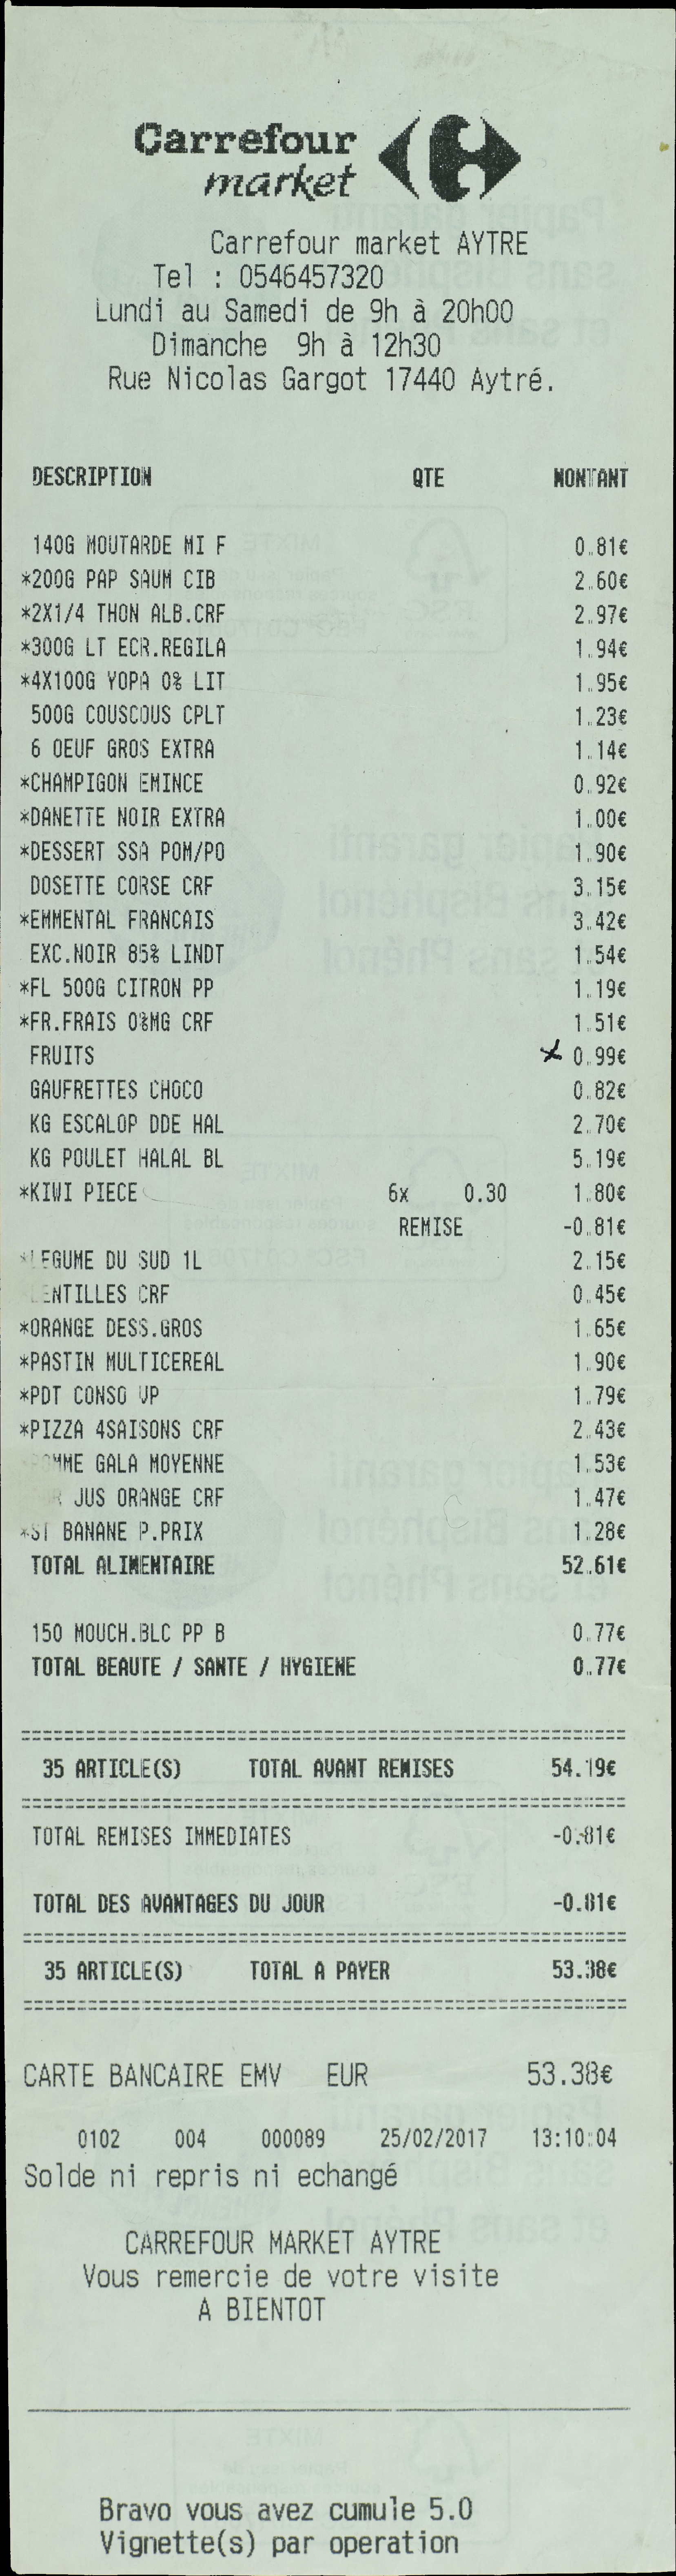 Carrefour
market
Carrefour market AYTRE
Tel : 0546457320
Lundi au Samedi de 9h à 20h00
Dimanche 9h à 12h30
Rue Nicolas Gargot 17440 Aytré.
DESCRIPTION QTE MONTANT
140G MOUTARDE MI F 0.81€
*200G PAP SAUM CIB 2.60€
*2X1/4 THON ALB.CRF 2.97€
*300G LT ECR.REGILA 1.94€
*4X100G YOPA 0% LIT 1.95€
500G COUSCOUS CPLT 1.23€
6 OEUF GROS EXTRA 1.14€
*CHAMPIGON EMINCE 0.92€
*DANETTE NOIR EXTRA 1.00€
*DESSERT SSA POM/PO 1.90€
DOSETTE CORSE CRF 3.15€
*EMMENTAL FRANCAIS 3.42€
EXC.NOIR 85% LINDT 1.54€
*FL 500G CITRON PP 1.19€
*FR.FRAIS 0%MG CRF 1.51€
FRUITS x 0.99€
GAUFRETTES CHOCO 0.82€
KG ESCALOP DDE HAL 2.70€
KG POULET HALAL BL 5.19€
*KIWI PIECE 6x 0.30 1.80€
REMISE -0.81€
*LEGUME DU SUD 1L 2.15€
LENTILLES CRF 0.45€
*ORANGE DESS.GROS 1.65€
*PASTIN MULTICEREAL 1.90€
*PDT CONSO VP 1.79€
*PIZZA 4SAISONS CRF 2.43€
POMME GALA MOYENNE 1.53€
JUS ORANGE CRF 1.47€
*ST BANANE P.PRIX 1.28€
TOTAL ALIMENTAIRE 52.61€
150 MOUCH.BLC PP B 0.77€
TOTAL BEAUTE / SANTE / HYGIENE 0.77€
35 ARTICLE(S) TOTAL AVANT REMISES 54.19€
TOTAL REMISES IMMEDIATES -0.81€
TOTAL DES AVANTAGES DU JOUR -0.81€
35 ARTICLE(S) TOTAL A PAYER 53.38€
CARTE BANCAIRE EMV EUR 53.38€
0102 004 000089 25/02/2017 13:10:04
Solde ni repris ni echangé
CARREFOUR MARKET AYTRE
Vous remercie de votre visite
A BIENTOT
Bravo vous avez cumule 5.0
Vignette(s) par operation